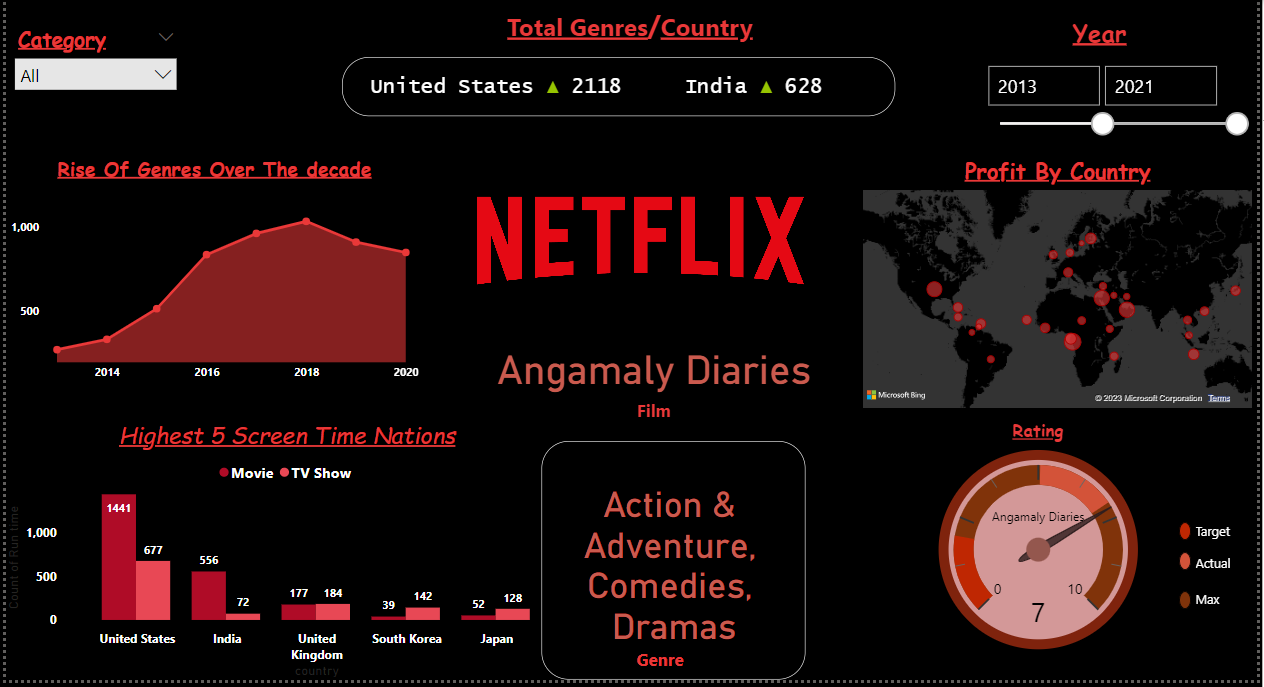 Category
All
Total Genres/Country
United States ▲ 2118 India ▲ 628
Year
2013 2021
Rise Of Genres Over The decade
1,000
500
2014 2016 2018 2020
NETFLIX
Angamaly Diaries
Film
Profit By Country
Microsoft Bing
© 2023 Microsoft Corporation Terms
Highest 5 Screen Time Nations
Movie TV Show
Count of Run time
1,000
500
0
1441
677
556
72
177
184
39
142
52
128
United States
India
United
Kingdom
South Korea
Japan
country
Action &
Adventure,
Comedies,
Dramas
Genre
Rating
Angamaly Diaries
0
10
7
Target
Actual
Max